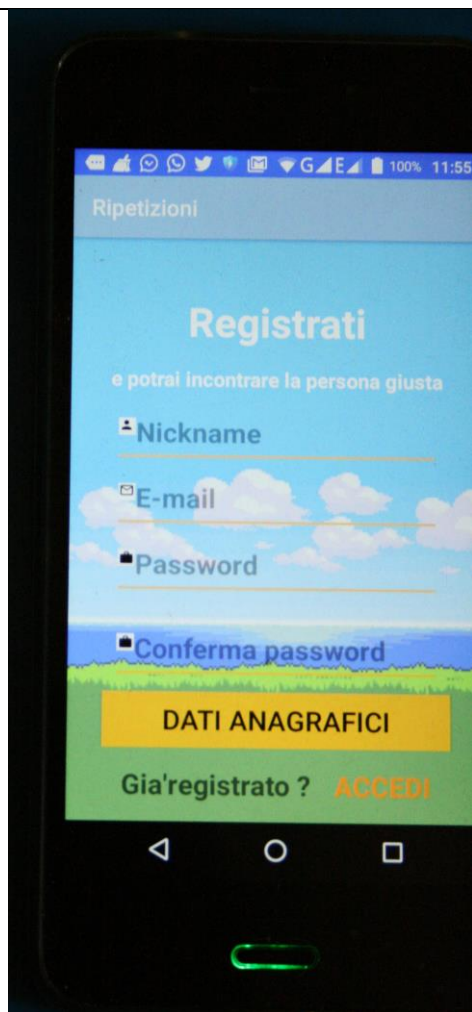 G E 100% 11:55
Ripetizioni
Registrati
e potrai incontrare la persona giusta
Nickname
E-mail
Password
Conferma password
DATI ANAGRAFICI
Gia'registrato ? ACCEDI